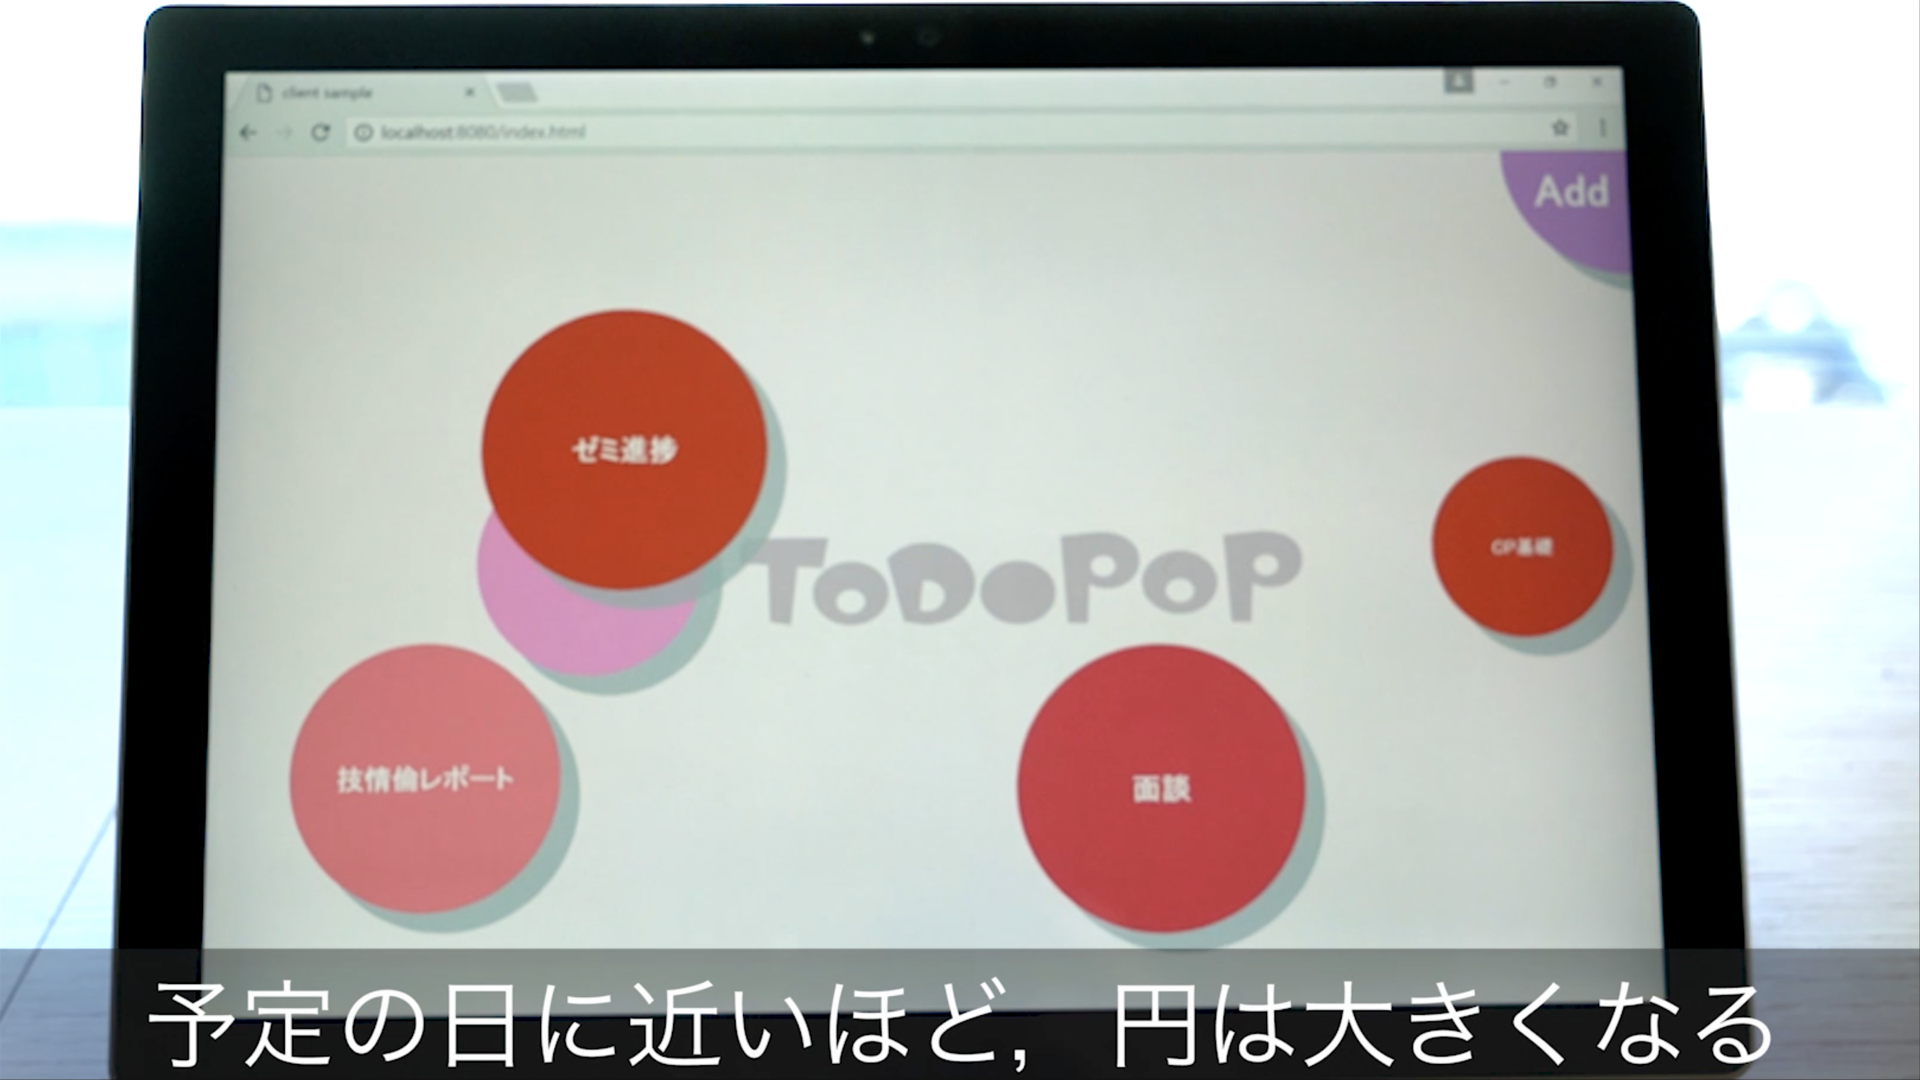 client sample
localhost:8080/index.html
Add
ゼミ進捗
ToDoPoP
CP基礎
技情倫レポート
面談
予定の日に近いほど，円は大きくなる